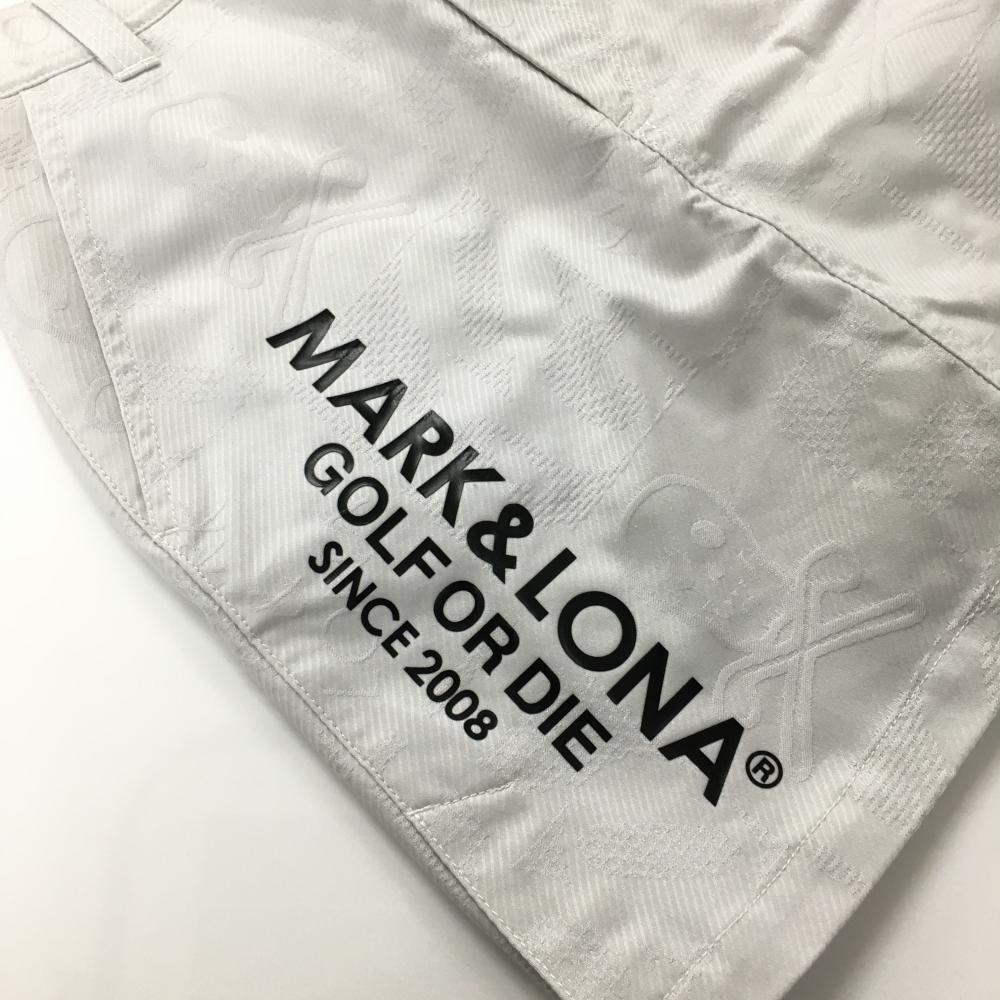 MARK & LONA®
GOLF OR DIE
SINCE 2008